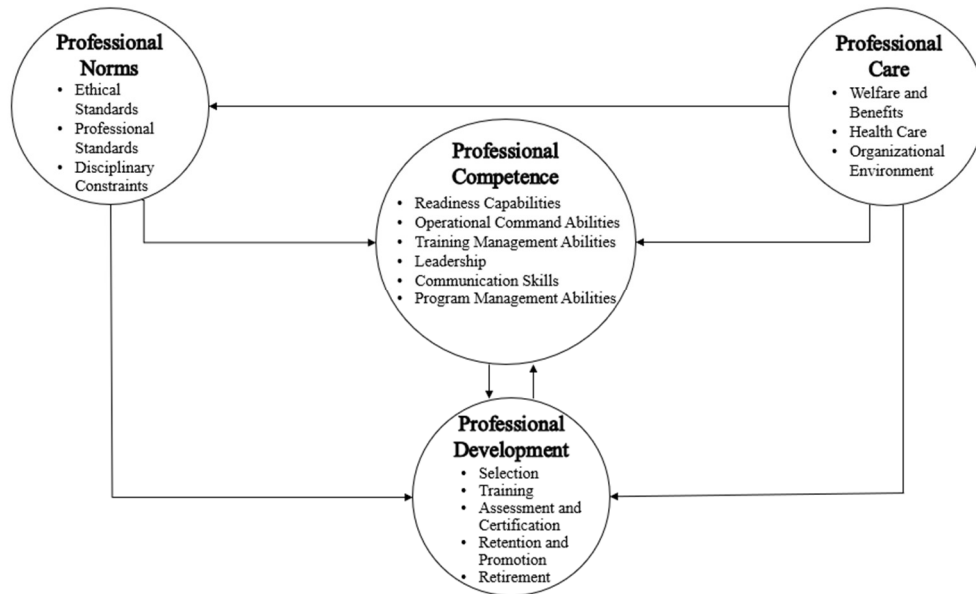 Professional
Norms
• Ethical
Standards
• Professional
Standards
• Disciplinary
Constraints
Professional
Care
• Welfare and
Benefits
• Health Care
• Organizational
Environment
Professional
Competence
• Readiness Capabilities
• Operational Command Abilities
• Training Management Abilities
• Leadership
• Communication Skills
• Program Management Abilities
Professional
Development
• Selection
• Training
• Assessment and
Certification
• Retention and
Promotion
• Retirement